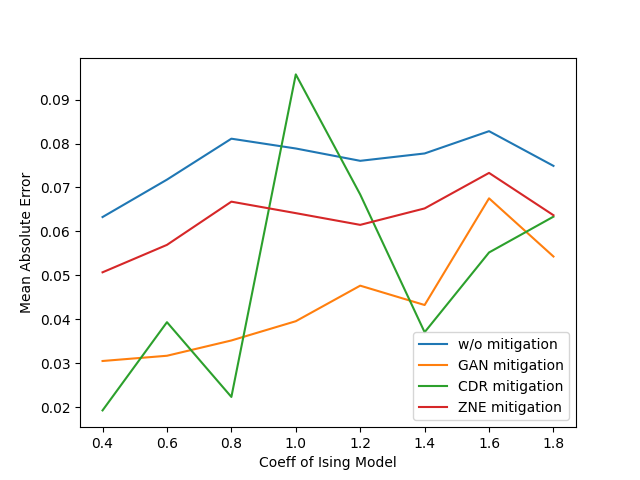 0.09
0.08
0.07
0.06
0.05
0.04
0.03
0.02
Mean Absolute Error
0.4 0.6 0.8 1.0 1.2 1.4 1.6 1.8
Coeff of Ising Model
w/o mitigation
GAN mitigation
CDR mitigation
ZNE mitigation